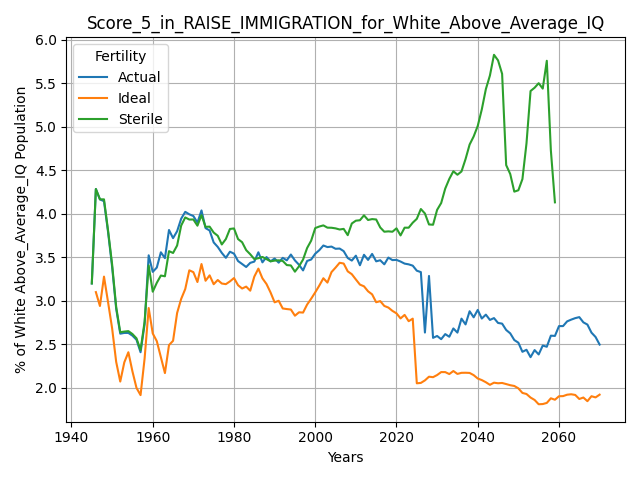 Score_5_in_RAISE_IMMIGRATION_for_White_Above_Average_IQ
% of White Above_Average_IQ Population
6.0
5.5
5.0
4.5
4.0
3.5
3.0
2.5
2.0
Fertility
Actual
Ideal
Sterile
1940 1960 1980 2000 2020 2040 2060
Years